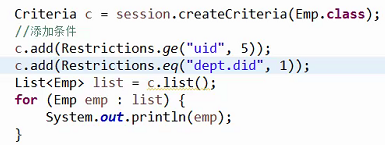 Criteria c = session.createCriteria(Emp.class);
//添加条件
c.add(Restrictions.ge("uid", 5));
c.add(Restrictions.eq("dept.did", 1));
List<Emp> list = c.list();
for (Emp emp : list) {
    System.out.println(emp);
}